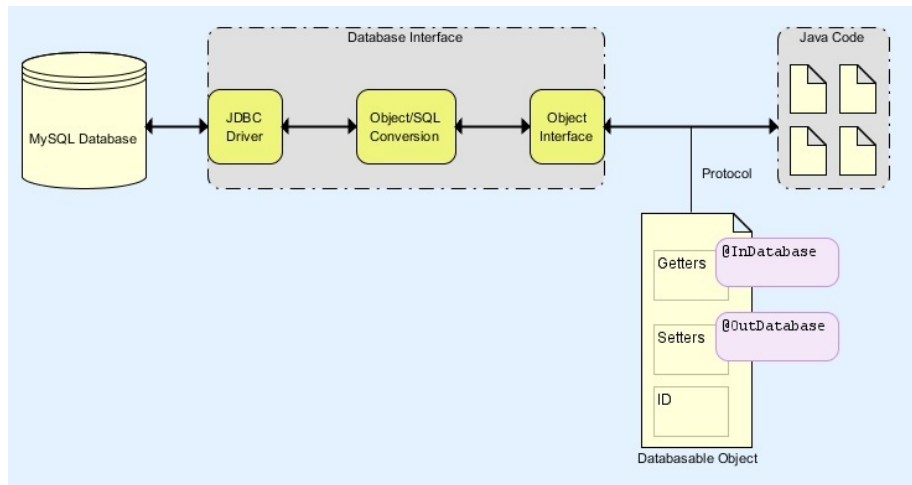 Database Interface
Java Code
MySQL Database
JDBC
Driver
Object/SQL
Conversion
Object
Interface
Protocol
Getters
@InDatabase
Setters
@OutDatabase
ID
Databasable Object